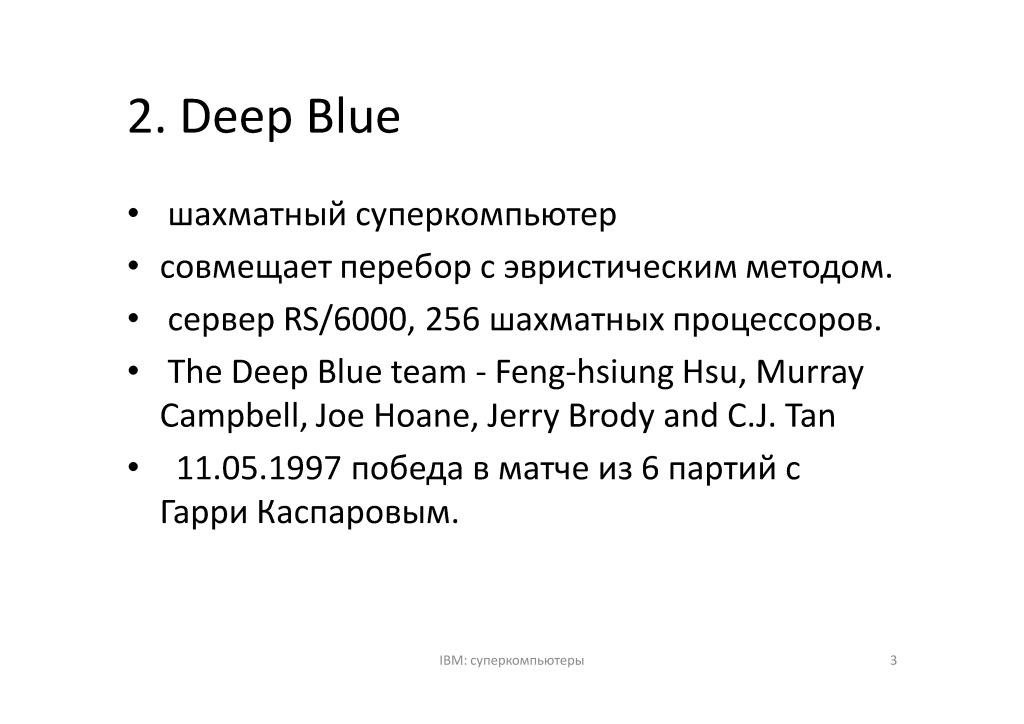 2. Deep Blue
• шахматный суперкомпьютер
• совмещает перебор с эвристическим методом.
• сервер RS/6000, 256 шахматных процессоров.
• The Deep Blue team - Feng-hsiung Hsu, Murray
Campbell, Joe Hoane, Jerry Brody and C.J. Tan
• 11.05.1997 победа в матче из 6 партий с
Гарри Каспаровым.
IBM: суперкомпьютеры
3